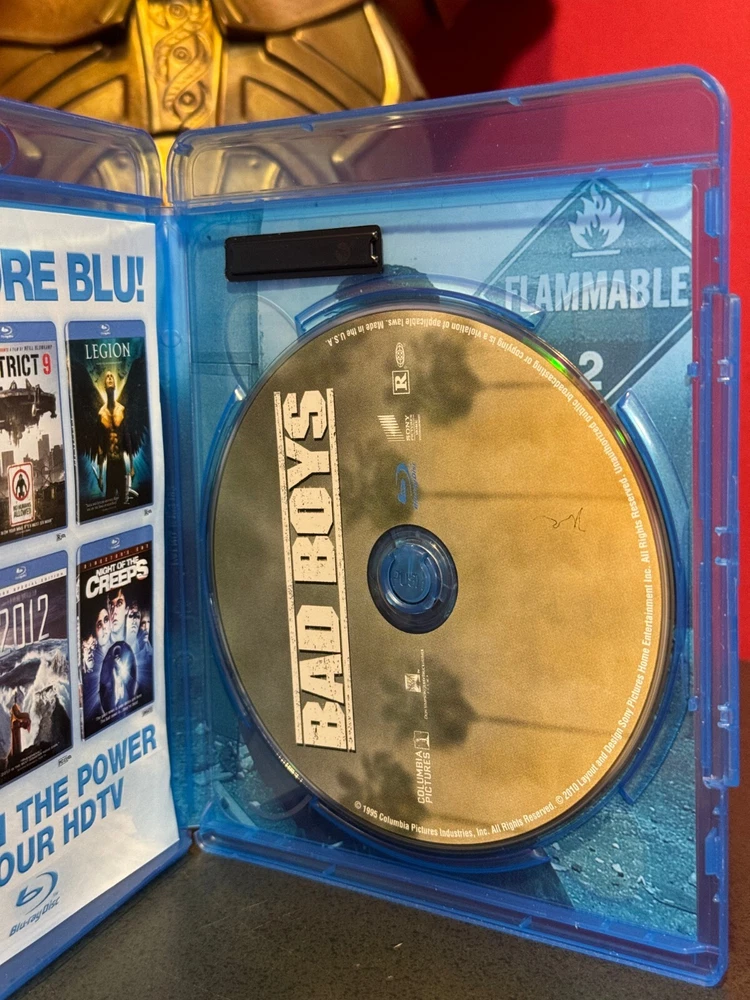 ORE BLU!
TRICT 9
LEGION
2012
DIRECTOR'S CUT
NIGHT OF THE
CREEPS
N THE POWER
OUR HDTV
Blu-ray Disc
FLAMMABLE
2
BAD BOYS
R
SONY
PUSH
COLUMBIA
PICTURES
© 1995 Columbia Pictures Industries, Inc. All Rights Reserved. © 2010 Layout and Design Sony Pictures Home Entertainment Inc. All Rights Reserved. Unauthorized public broadcasting or copying is a violation of applicable laws. Made in the U.S.A.